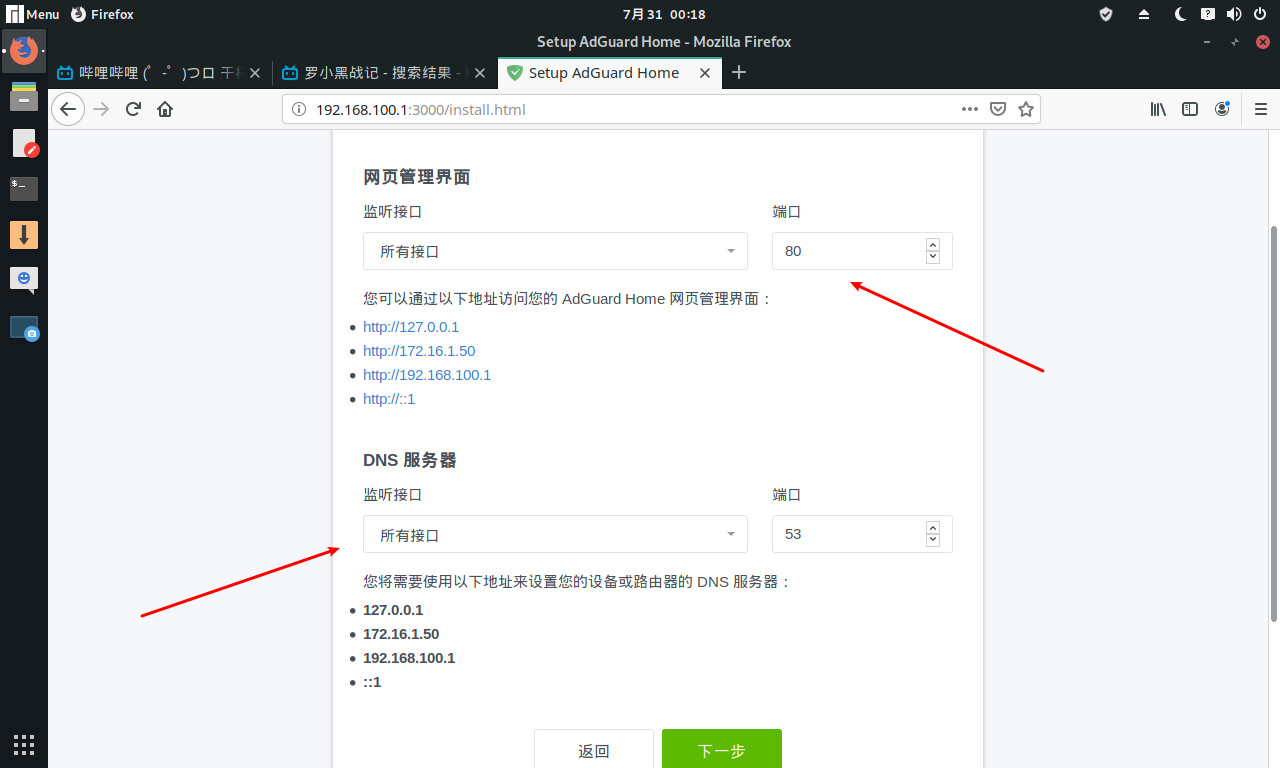 Menu Firefox 7月31 00:18
Setup AdGuard Home - Mozilla Firefox
哔哩哔哩 (゜-゜)つロ 干 罗小黑战记 - 搜索结果 - Setup AdGuard Home
192.168.100.1:3000/install.html
网页管理界面
监听接口 端口
所有接口 80
您可以通过以下地址访问您的 AdGuard Home 网页管理界面：
http://127.0.0.1
http://172.16.1.50
http://192.168.100.1
http://::1
DNS 服务器
监听接口 端口
所有接口 53
您将需要使用以下地址来设置您的设备或路由器的 DNS 服务器：
127.0.0.1
172.16.1.50
192.168.100.1
::1
返回 下一步